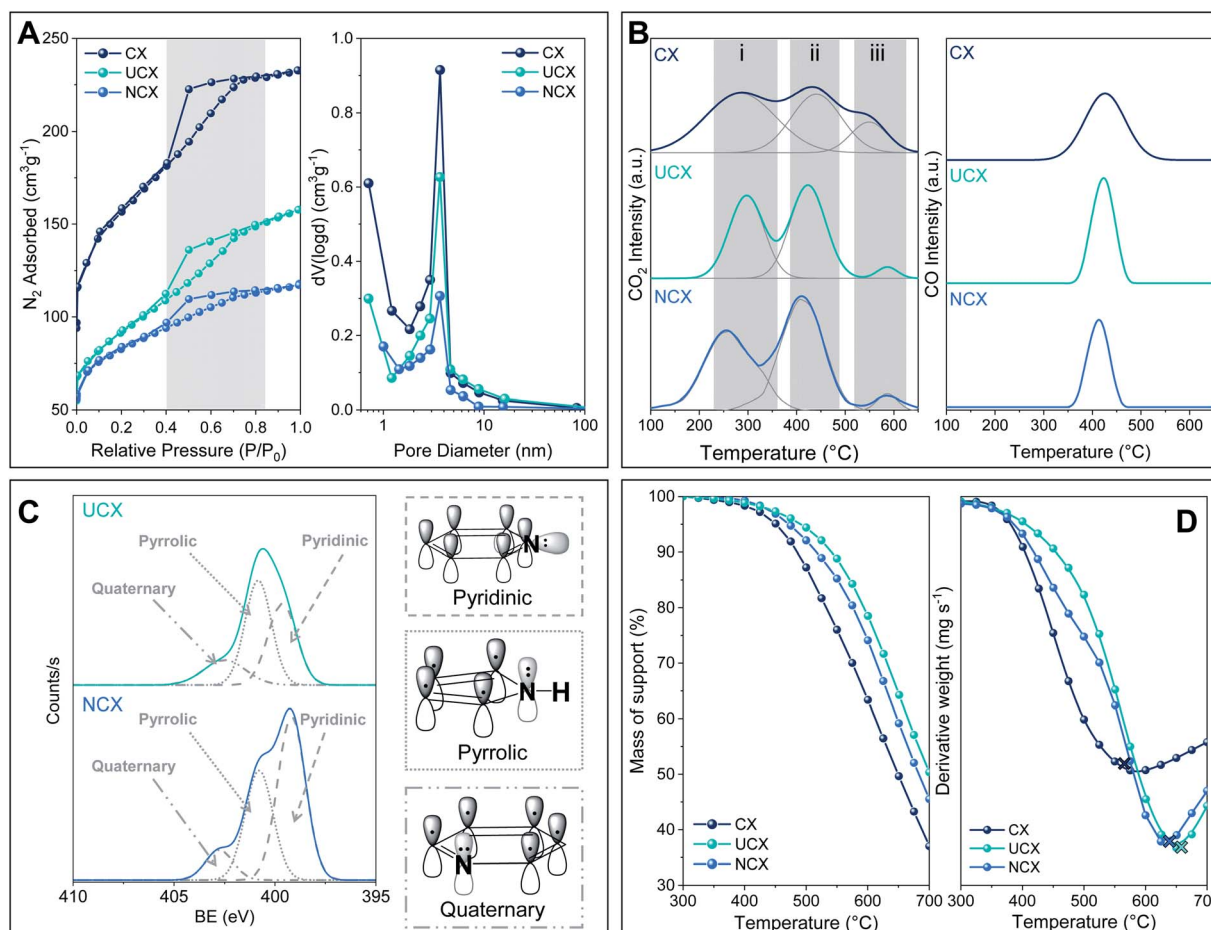 A
N₂ Adsorbed (cm³g⁻¹)
250
200
150
100
50
CX
UCX
NCX
0.0 0.2 0.4 0.6 0.8 1.0
Relative Pressure (P/P₀)
dV(logd) (cm³g⁻¹)
1.0
0.8
0.6
0.4
0.2
0.0
CX
UCX
NCX
1 10 100
Pore Diameter (nm)
B
CO₂ Intensity (a.u.)
CX
i ii iii
UCX
NCX
100 200 300 400 500 600
Temperature (°C)
CO Intensity (a.u.)
CX
UCX
NCX
100 200 300 400 500 600
Temperature (°C)
C
Counts/s
UCX
Pyrrolic
Pyridinic
Quaternary
NCX
Pyrrolic
Pyridinic
Quaternary
410 405 400 395
BE (eV)
N
Pyridinic
N-H
Pyrrolic
N
Quaternary
D
Mass of support (%)
100
90
80
70
60
50
40
30
CX
UCX
NCX
300 400 500 600 700
Temperature (°C)
Derivative weight (mg s⁻¹)
CX
UCX
NCX
300 400 500 600 700
Temperature (°C)